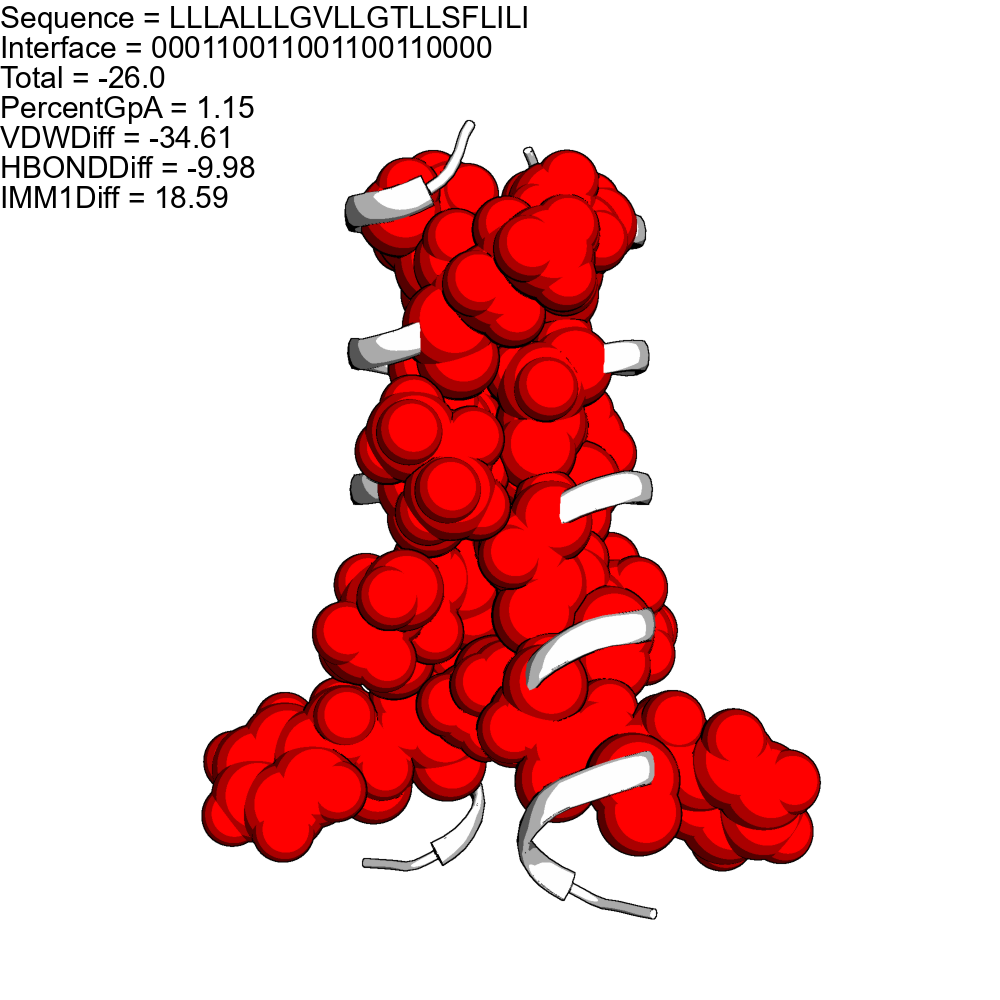 Sequence = LLLALLLGVLLGTLLSFLILI
Interface = 000110011001100110000
Total = -26.0
PercentGpA = 1.15
VDWDiff = -34.61
HBONDDiff = -9.98
IMM1Diff = 18.59